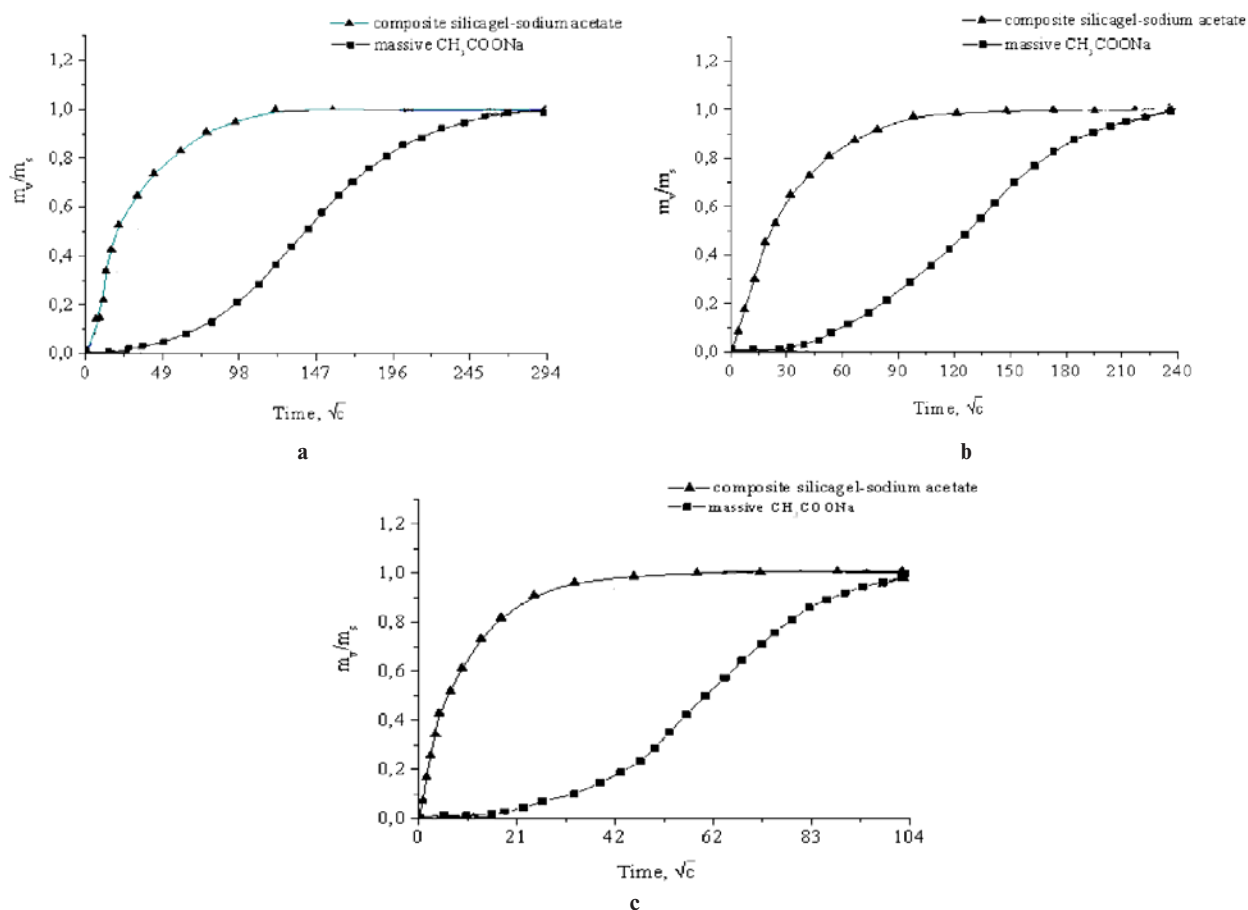 composite silicagel-sodium acetate
massive CH3COONa
1,2
1,0
0,8
0,6
0,4
0,2
0,0
mv/ms
0 49 98 147 196 245 294
Time, √c
a
composite silicagel-sodium acetate
massive CH3COONa
1,2
1,0
0,8
0,6
0,4
0,2
0,0
mv/ms
0 30 60 90 120 150 180 210 240
Time, √c
b
composite silicagel-sodium acetate
massive CH3COONa
1,2
1,0
0,8
0,6
0,4
0,2
0,0
mv/ms
0 21 42 62 83 104
Time, √c
c